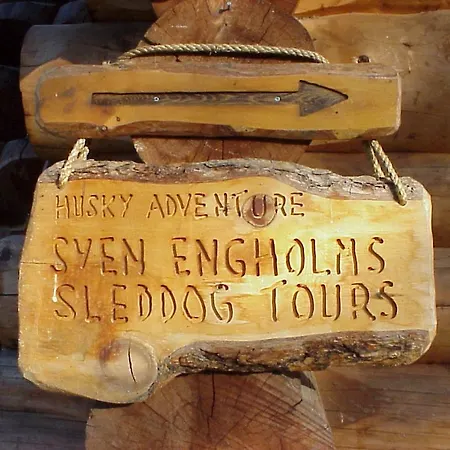 HUSKY ADVENTURE
SVEN ENGHOLMS
SLEDDOG TOURS